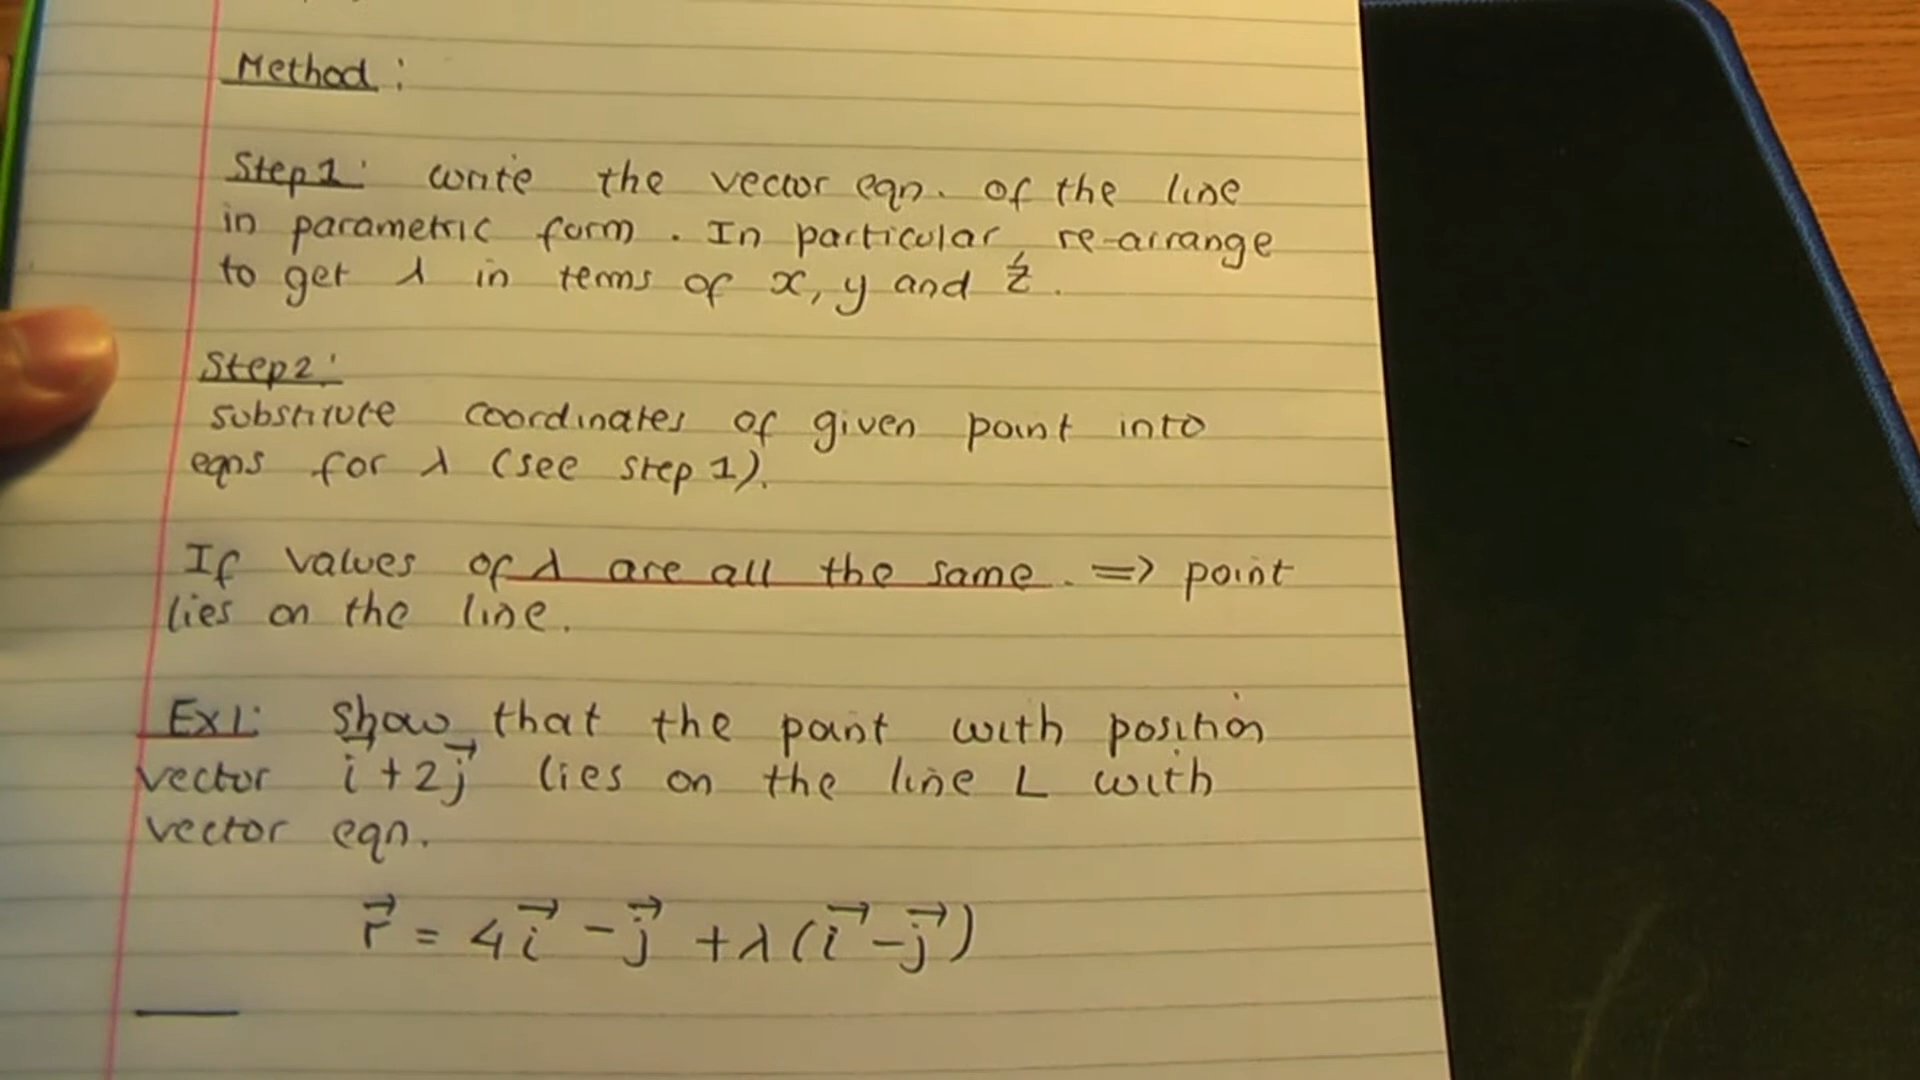 Method :
Step 1: write the vector eqn. of the line
in parametric form. In particular, re-arrange
to get λ in terms of x, y and z.
Step 2:
substitute coordinates of given point into
eqns for λ (see step 1).
If values of λ are all the same. => point
lies on the line.
Ex1: Show that the point with position
vector i⃗ + 2j⃗ lies on the line L with
vector eqn.
r⃗ = 4i⃗ - j⃗ + λ(i⃗ - j⃗)